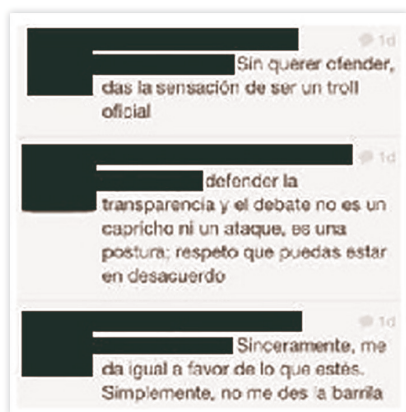 1d
Sin querer ofender,
das la sensación de ser un troll
oficial
1d
defender la
transparencia y el debate no es un
capricho ni un ataque, es una
postura; respeto que puedas estar
en desacuerdo
1d
Sinceramente, me
da igual a favor de lo que estés.
Simplemente, no me des la barrila